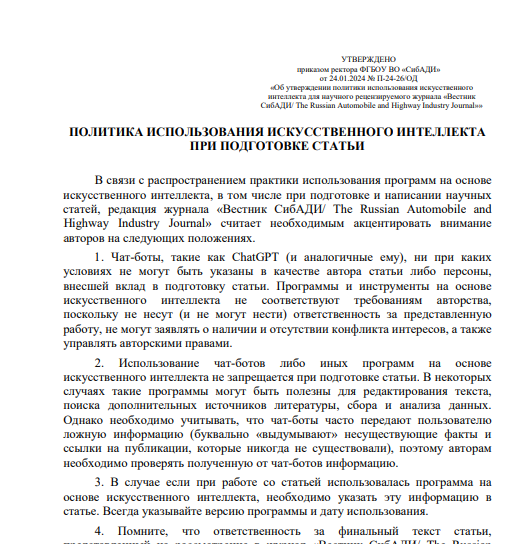 УТВЕРЖДЕНО
приказом ректора ФГБОУ ВО «СибАДИ»
от 24.01.2024 № П-24-26/ОД
«Об утверждении политики использования искусственного
интеллекта для научного рецензируемого журнала «Вестник
СибАДИ/ The Russian Automobile and Highway Industry Journal»»
ПОЛИТИКА ИСПОЛЬЗОВАНИЯ ИСКУССТВЕННОГО ИНТЕЛЛЕКТА
ПРИ ПОДГОТОВКЕ СТАТЬИ
В связи с распространением практики использования программ на основе
искусственного интеллекта, в том числе при подготовке и написании научных
статей, редакция журнала «Вестник СибАДИ/ The Russian Automobile and
Highway Industry Journal» считает необходимым акцентировать внимание
авторов на следующих положениях.
1. Чат-боты, такие как ChatGPT (и аналогичные ему), ни при каких
условиях не могут быть указаны в качестве автора статьи либо персоны,
внесшей вклад в подготовку статьи. Программы и инструменты на основе
искусственного интеллекта не соответствуют требованиям авторства,
поскольку не несут (и не могут нести) ответственность за представленную
работу, не могут заявлять о наличии и отсутствии конфликта интересов, а также
управлять авторскими правами.
2. Использование чат-ботов либо иных программ на основе
искусственного интеллекта не запрещается при подготовке статьи. В некоторых
случаях такие программы могут быть полезны для редактирования текста,
поиска дополнительных источников литературы, сбора и анализа данных.
Однако необходимо учитывать, что чат-боты часто передают пользователю
ложную информацию (буквально «выдумывают» несуществующие факты и
ссылки на публикации, которые никогда не существовали), поэтому авторам
необходимо проверять полученную от чат-ботов информацию.
3. В случае если при работе со статьей использовалась программа на
основе искусственного интеллекта, необходимо указать эту информацию в
статье. Всегда указывайте версию программы и дату использования.
4. Помните, что ответственность за финальный текст статьи,